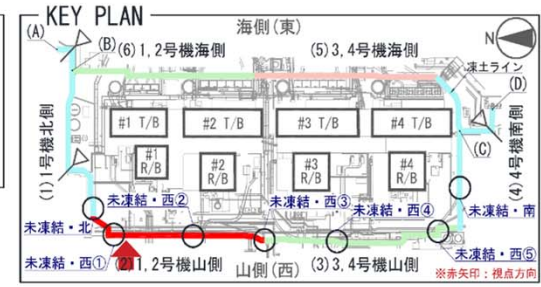 KEY PLAN
海側(東)
N
(A)
(B)
(6)1,2号機海側
(5)3,4号機海側
凍土ライン
(D)
#1 T/B
#2 T/B
#3 T/B
#4 T/B
(C)
(1)1号機北側
(4)4号機南側
#1
R/B
#2
R/B
#3
R/B
#4
R/B
未凍結・西②
未凍結・西③
未凍結・西④
未凍結・南
未凍結・北
未凍結・西①
(2)1,2号機山側
山側(西)
(3)3,4号機山側
未凍結・西⑤
※赤矢印：視点方向